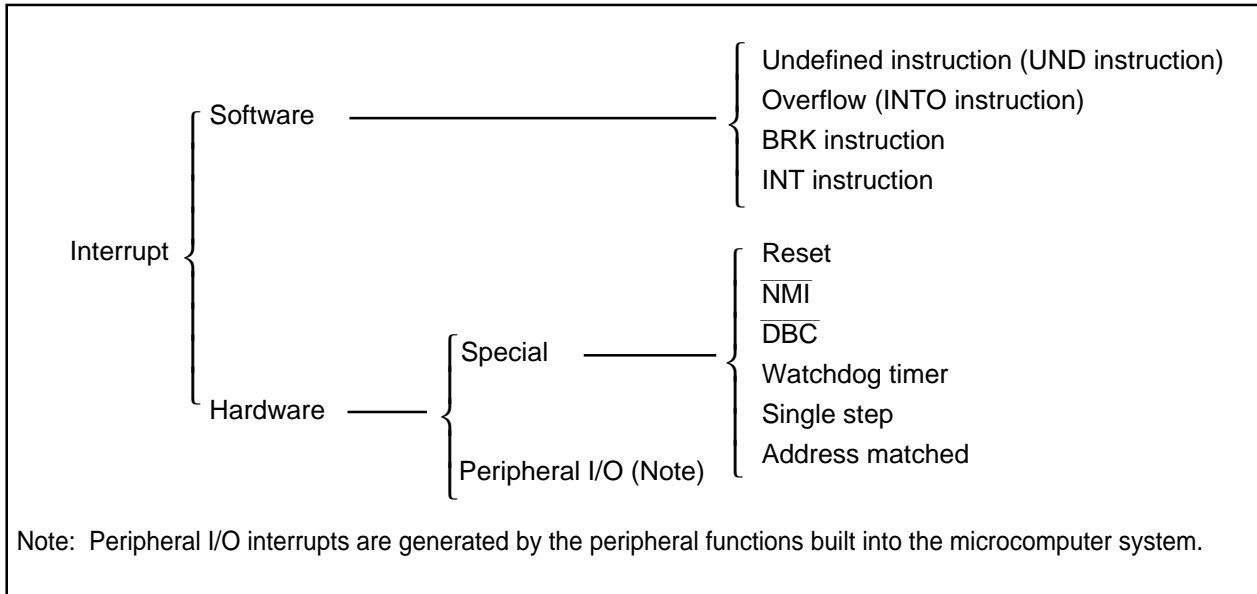 Interrupt
Software
Undefined instruction (UND instruction)
Overflow (INTO instruction)
BRK instruction
INT instruction
Hardware
Special
Reset
N̅M̅I̅
D̅B̅C̅
Watchdog timer
Single step
Address matched
Peripheral I/O (Note)
Note: Peripheral I/O interrupts are generated by the peripheral functions built into the microcomputer system.